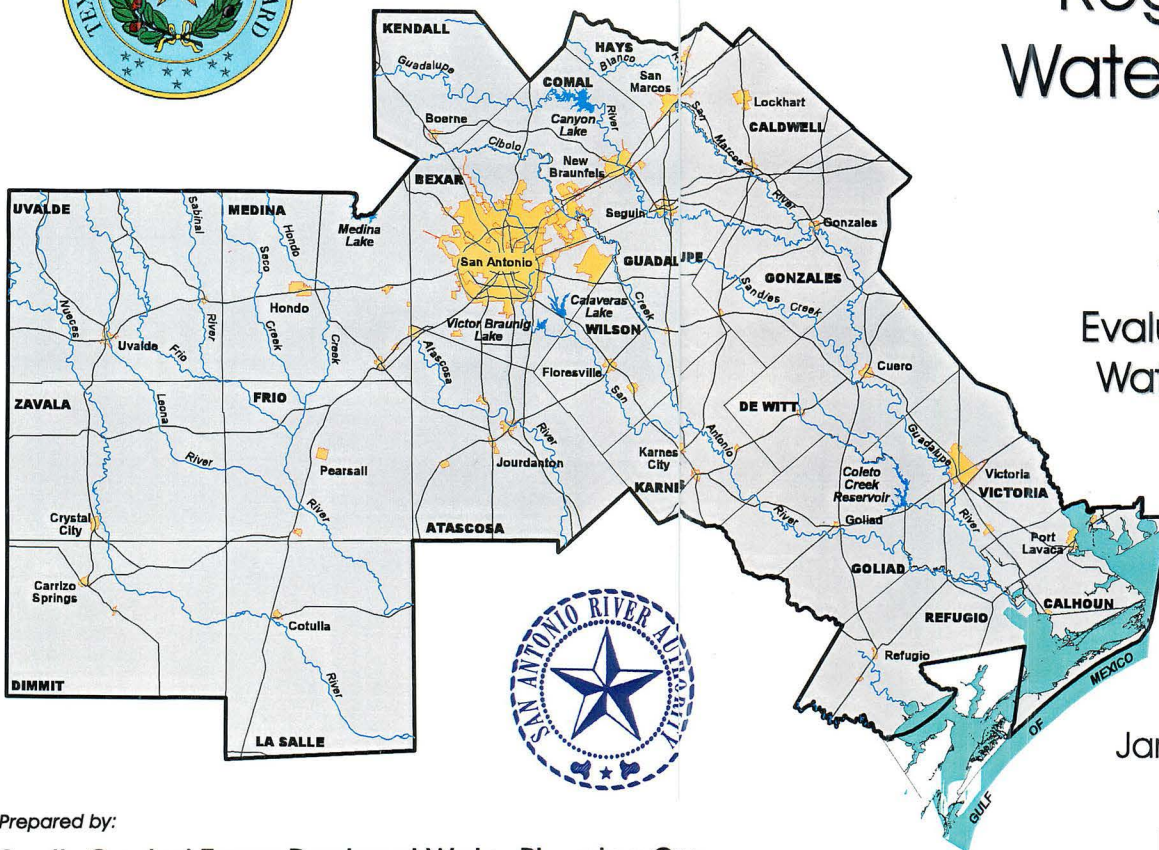 TEX
ARD
Reg
Wate
KENDALL
Guadalupe
HAYS
Blanco
COMAL
San
Marcos
Lockhart
CALDWELL
Boerne
Canyon
Lake
River
San
Marcos
River
Cibolo
New
Braunfels
BEXAR
UVALDE
Sabinal
River
MEDINA
Hondo
Creek
Seco
Creek
Medina
Lake
Seguin
Gonzales
San Antonio
GUADALUPE
GONZALES
Sandies Creek
Hondo
Calaveras
Lake
Creek
Victor Braunig
Lake
WILSON
Nueces
Uvalde
Frio
Atascosa
River
Floresville
San
Antonio
River
Cuero
Evalu
Wat
ZAVALA
Leona
River
FRIO
DE WITT
Guadalupe
River
Pearsall
Jourdanton
Karnes
City
KARNE
Coleto
Creek
Reservoir
Victoria
VICTORIA
River
Crystal
City
ATASCOSA
Goliad
Port
Lavaca
GOLIAD
Carrizo
Springs
CALHOUN
REFUGIO
Cotulla
River
Refugio
DIMMIT
LA SALLE
SAN ANTONIO RIVER AUTHORITY
GULF OF MEXICO
Jan
Prepared by: